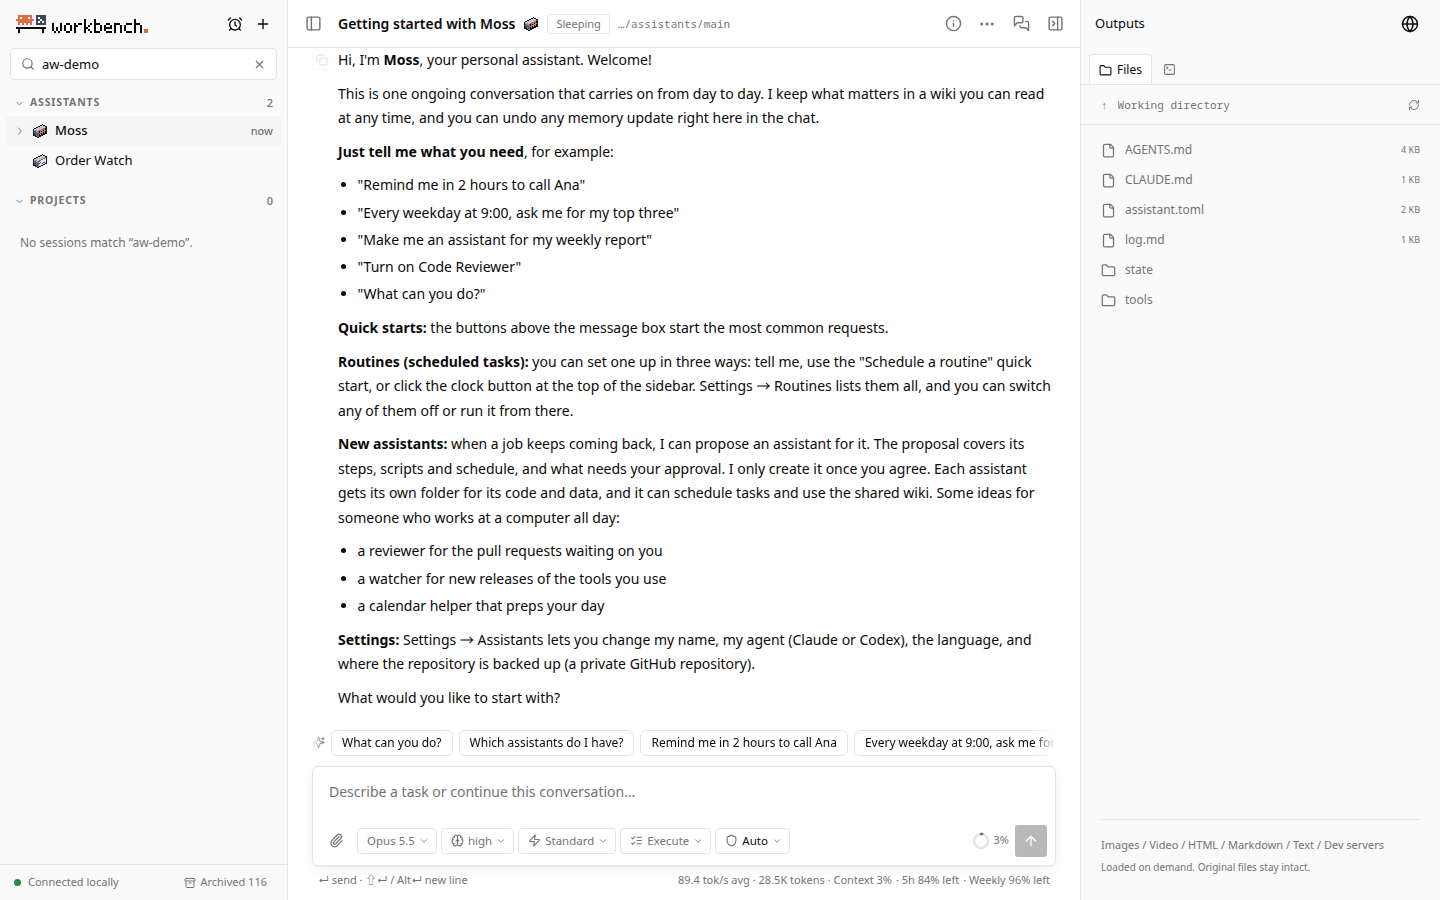 workbench.
aw-demo
ASSISTANTS 2
Moss now
Order Watch
PROJECTS 0
No sessions match “aw-demo”.
Connected locally
Archived 116
Getting started with Moss Sleeping …/assistants/main
Hi, I'm Moss, your personal assistant. Welcome!
This is one ongoing conversation that carries on from day to day. I keep what matters in a wiki you can read
at any time, and you can undo any memory update right here in the chat.
Just tell me what you need, for example:
• "Remind me in 2 hours to call Ana"
• "Every weekday at 9:00, ask me for my top three"
• "Make me an assistant for my weekly report"
• "Turn on Code Reviewer"
• "What can you do?"
Quick starts: the buttons above the message box start the most common requests.
Routines (scheduled tasks): you can set one up in three ways: tell me, use the "Schedule a routine" quick
start, or click the clock button at the top of the sidebar. Settings → Routines lists them all, and you can switch
any of them off or run it from there.
New assistants: when a job keeps coming back, I can propose an assistant for it. The proposal covers its
steps, scripts and schedule, and what needs your approval. I only create it once you agree. Each assistant
gets its own folder for its code and data, and it can schedule tasks and use the shared wiki. Some ideas for
someone who works at a computer all day:
• a reviewer for the pull requests waiting on you
• a watcher for new releases of the tools you use
• a calendar helper that preps your day
Settings: Settings → Assistants lets you change my name, my agent (Claude or Codex), the language, and
where the repository is backed up (a private GitHub repository).
What would you like to start with?
What can you do? Which assistants do I have? Remind me in 2 hours to call Ana Every weekday at 9:00, ask me for
Describe a task or continue this conversation…
Opus 5.5 high Standard Execute Auto 3%
↵ send · ⇧↵ / Alt↵ new line
89.4 tok/s avg · 28.5K tokens · Context 3% · 5h 84% left · Weekly 96% left
Outputs
Files
↑ Working directory
AGENTS.md 4 KB
CLAUDE.md 1 KB
assistant.toml 2 KB
log.md 1 KB
state
tools
Images / Video / HTML / Markdown / Text / Dev servers
Loaded on demand. Original files stay intact.